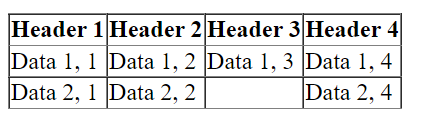 Header 1 Header 2 Header 3 Header 4
Data 1, 1 Data 1, 2 Data 1, 3 Data 1, 4
Data 2, 1 Data 2, 2 Data 2, 4